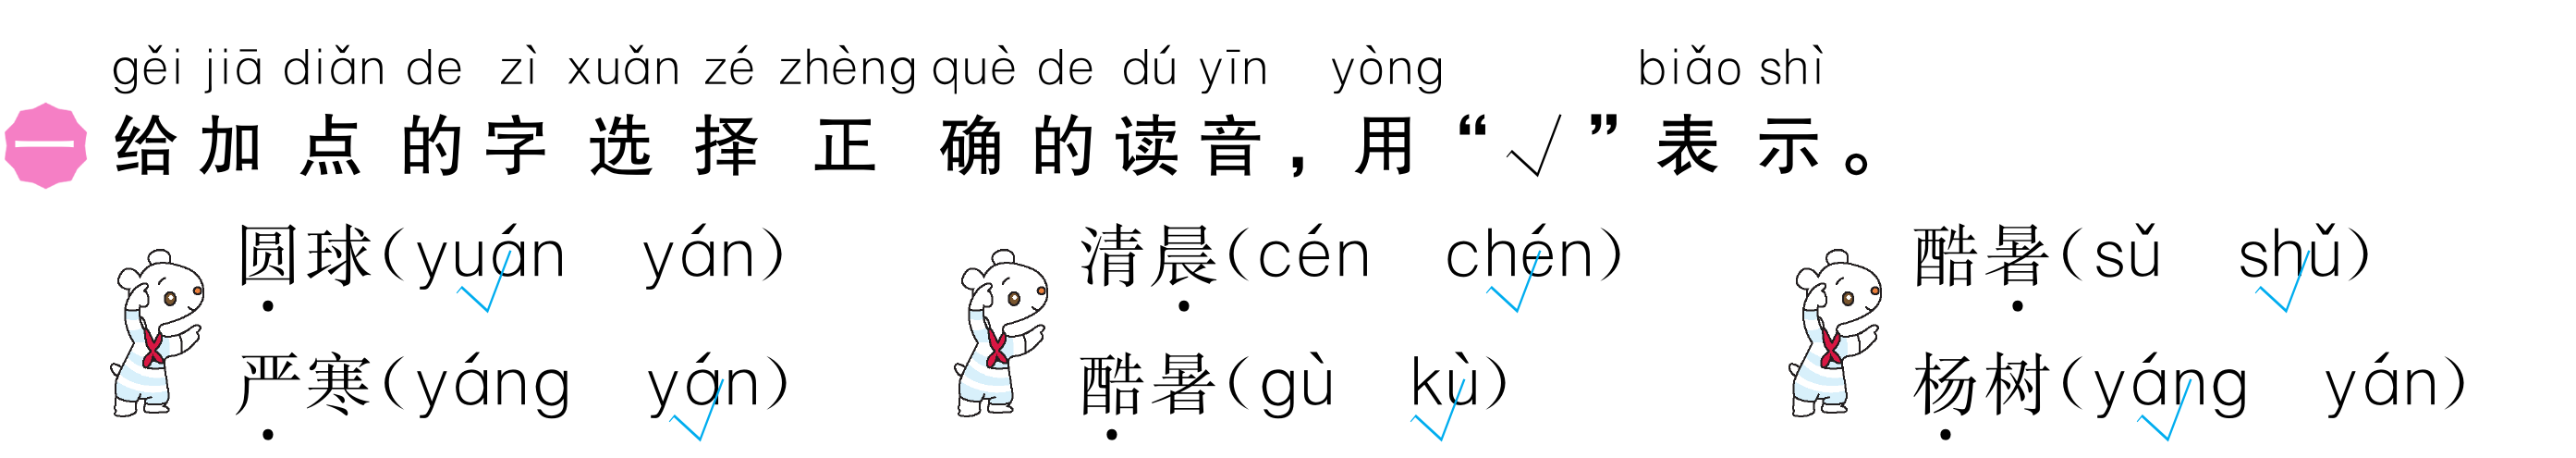 gěi jiā diǎn de zì xuǎn zé zhèng què de dú yīn yòng biǎo shì
一 给加点的字选择正确的读音，用“√”表示。
圆球(yuán√ yán) 清晨(cén chén√) 酷暑(sǔ shǔ√)
严寒(yáng yán√) 酷暑(gù kù√) 杨树(yáng√ yán)